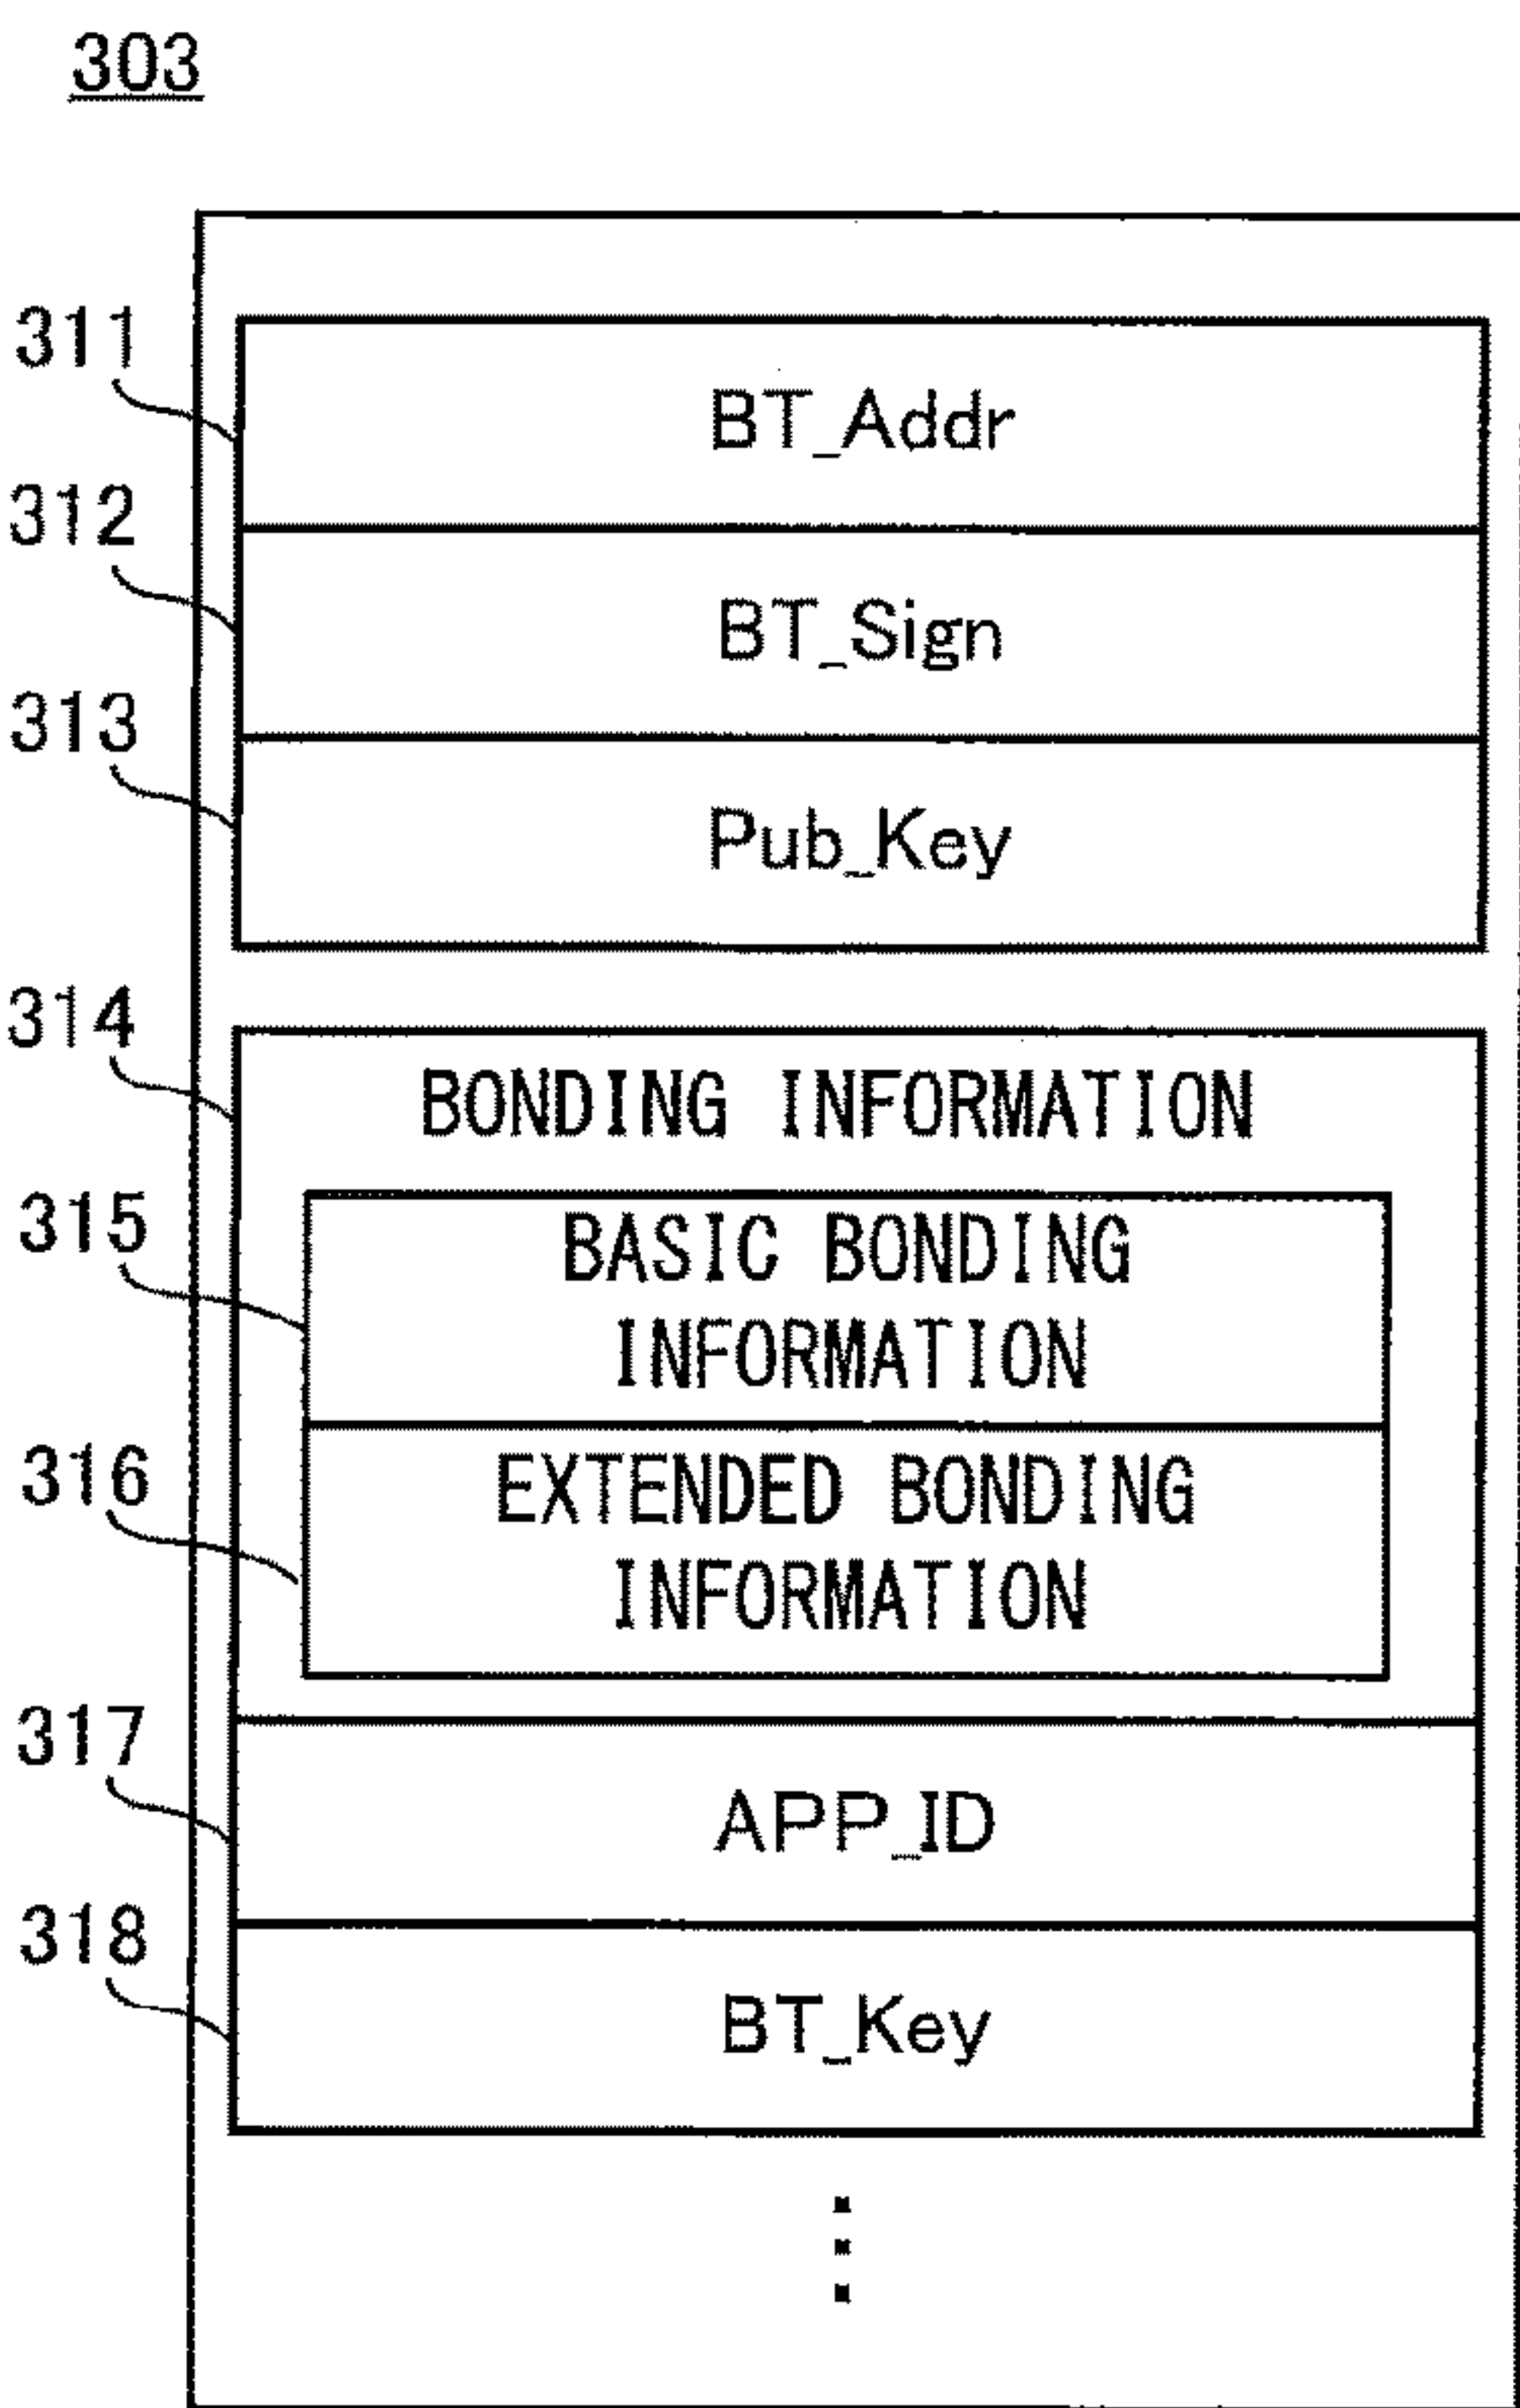 303
311
BT_Addr
312
BT_Sign
313
Pub_Key
314
BONDING INFORMATION
315
BASIC BONDING
INFORMATION
316
EXTENDED BONDING
INFORMATION
317
APP_ID
318
BT_Key